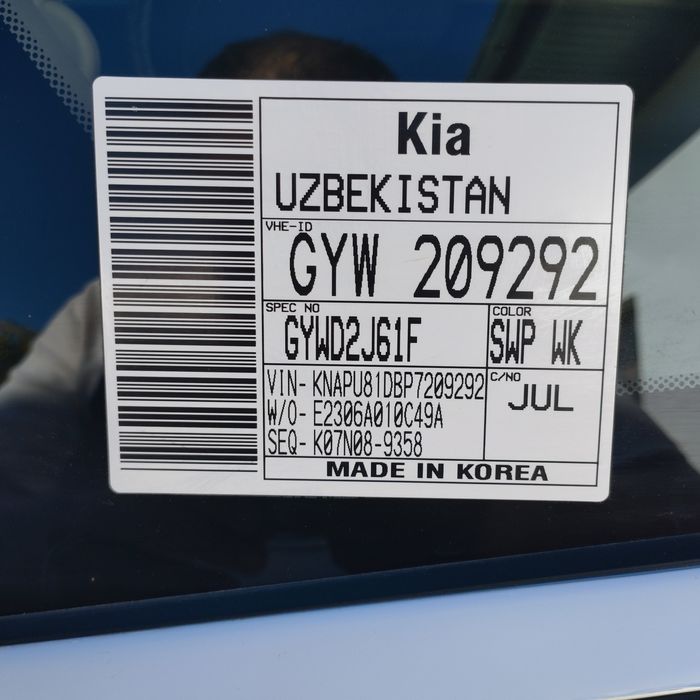 Kia
UZBEKISTAN
VHE-ID
GYW 209292
SPEC NO
GYWD2J61F
COLOR
SWP WK
VIN- KNAPU81DBP7209292
W/O- E2306A010C49A
SEQ- K07N08-9358
C/NO
JUL
MADE IN KOREA